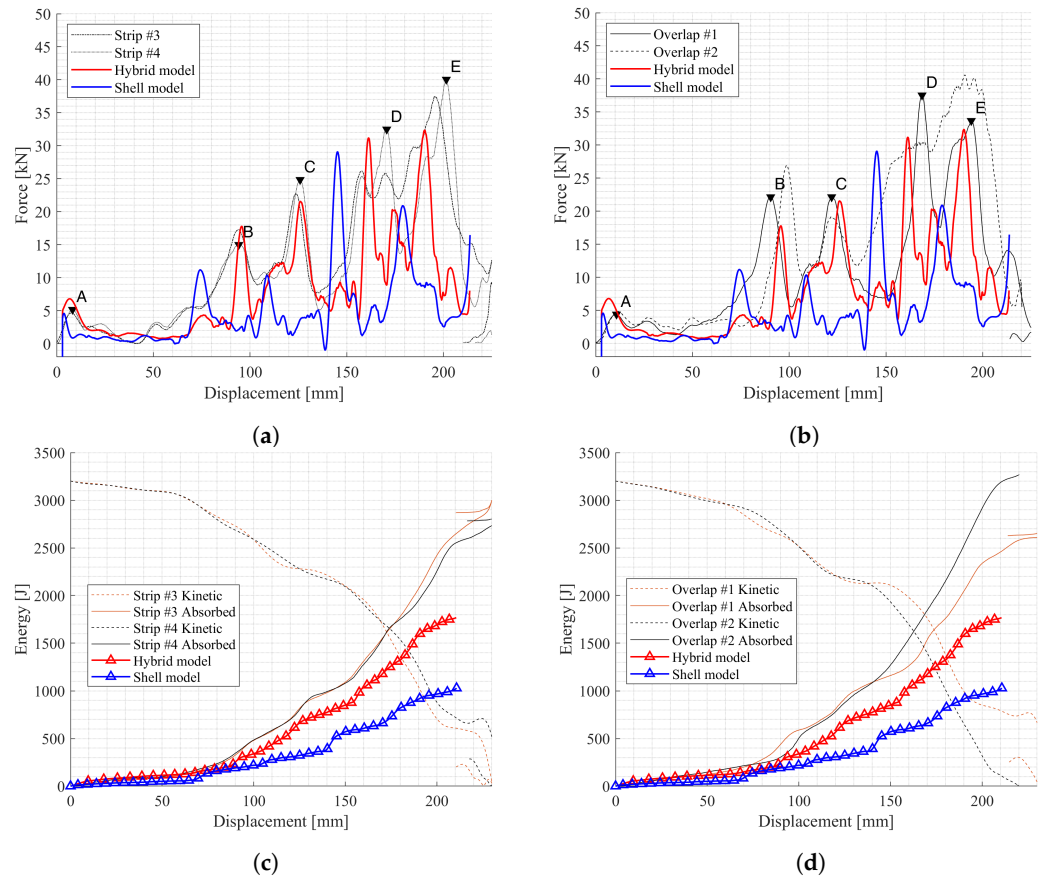 50
45
40
35
30
25
20
15
10
5
0
Force [kN]
Strip #3
Strip #4
Hybrid model
Shell model
A
B
C
D
E
0
50
100
150
200
Displacement [mm]
(a)
50
45
40
35
30
25
20
15
10
5
0
Force [kN]
Overlap #1
Overlap #2
Hybrid model
Shell model
A
B
C
D
E
0
50
100
150
200
Displacement [mm]
(b)
3500
3000
2500
2000
1500
1000
500
0
Energy [J]
Strip #3 Kinetic
Strip #3 Absorbed
Strip #4 Kinetic
Strip #4 Absorbed
Hybrid model
Shell model
0
50
100
150
200
Displacement [mm]
(c)
3500
3000
2500
2000
1500
1000
500
0
Energy [J]
Overlap #1 Kinetic
Overlap #1 Absorbed
Overlap #2 Kinetic
Overlap #2 Absorbed
Hybrid model
Shell model
0
50
100
150
200
Displacement [mm]
(d)